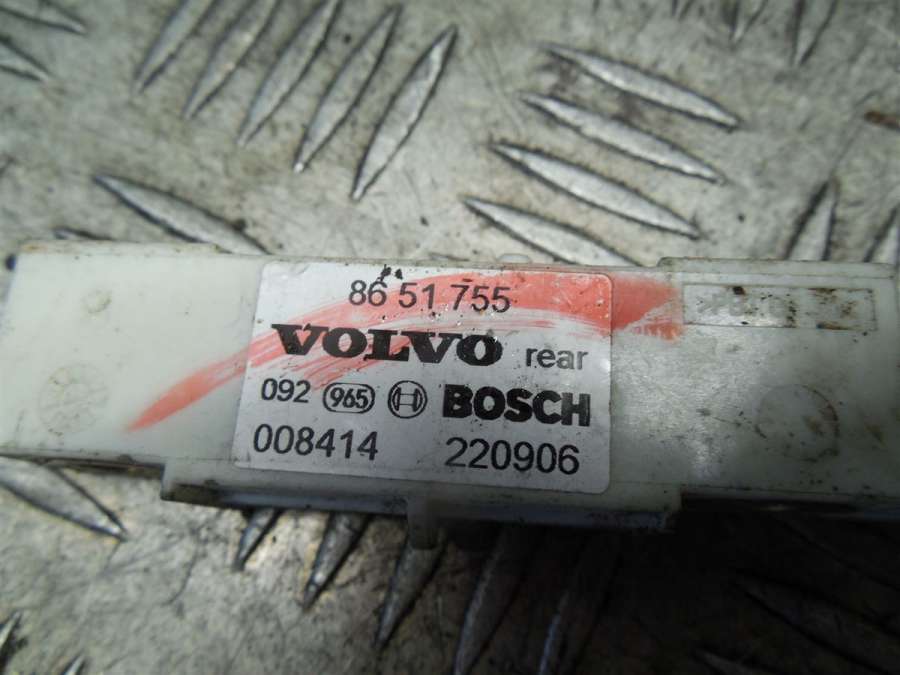 86 51 755
VOLVO rear
092 965 BOSCH
008414 220906